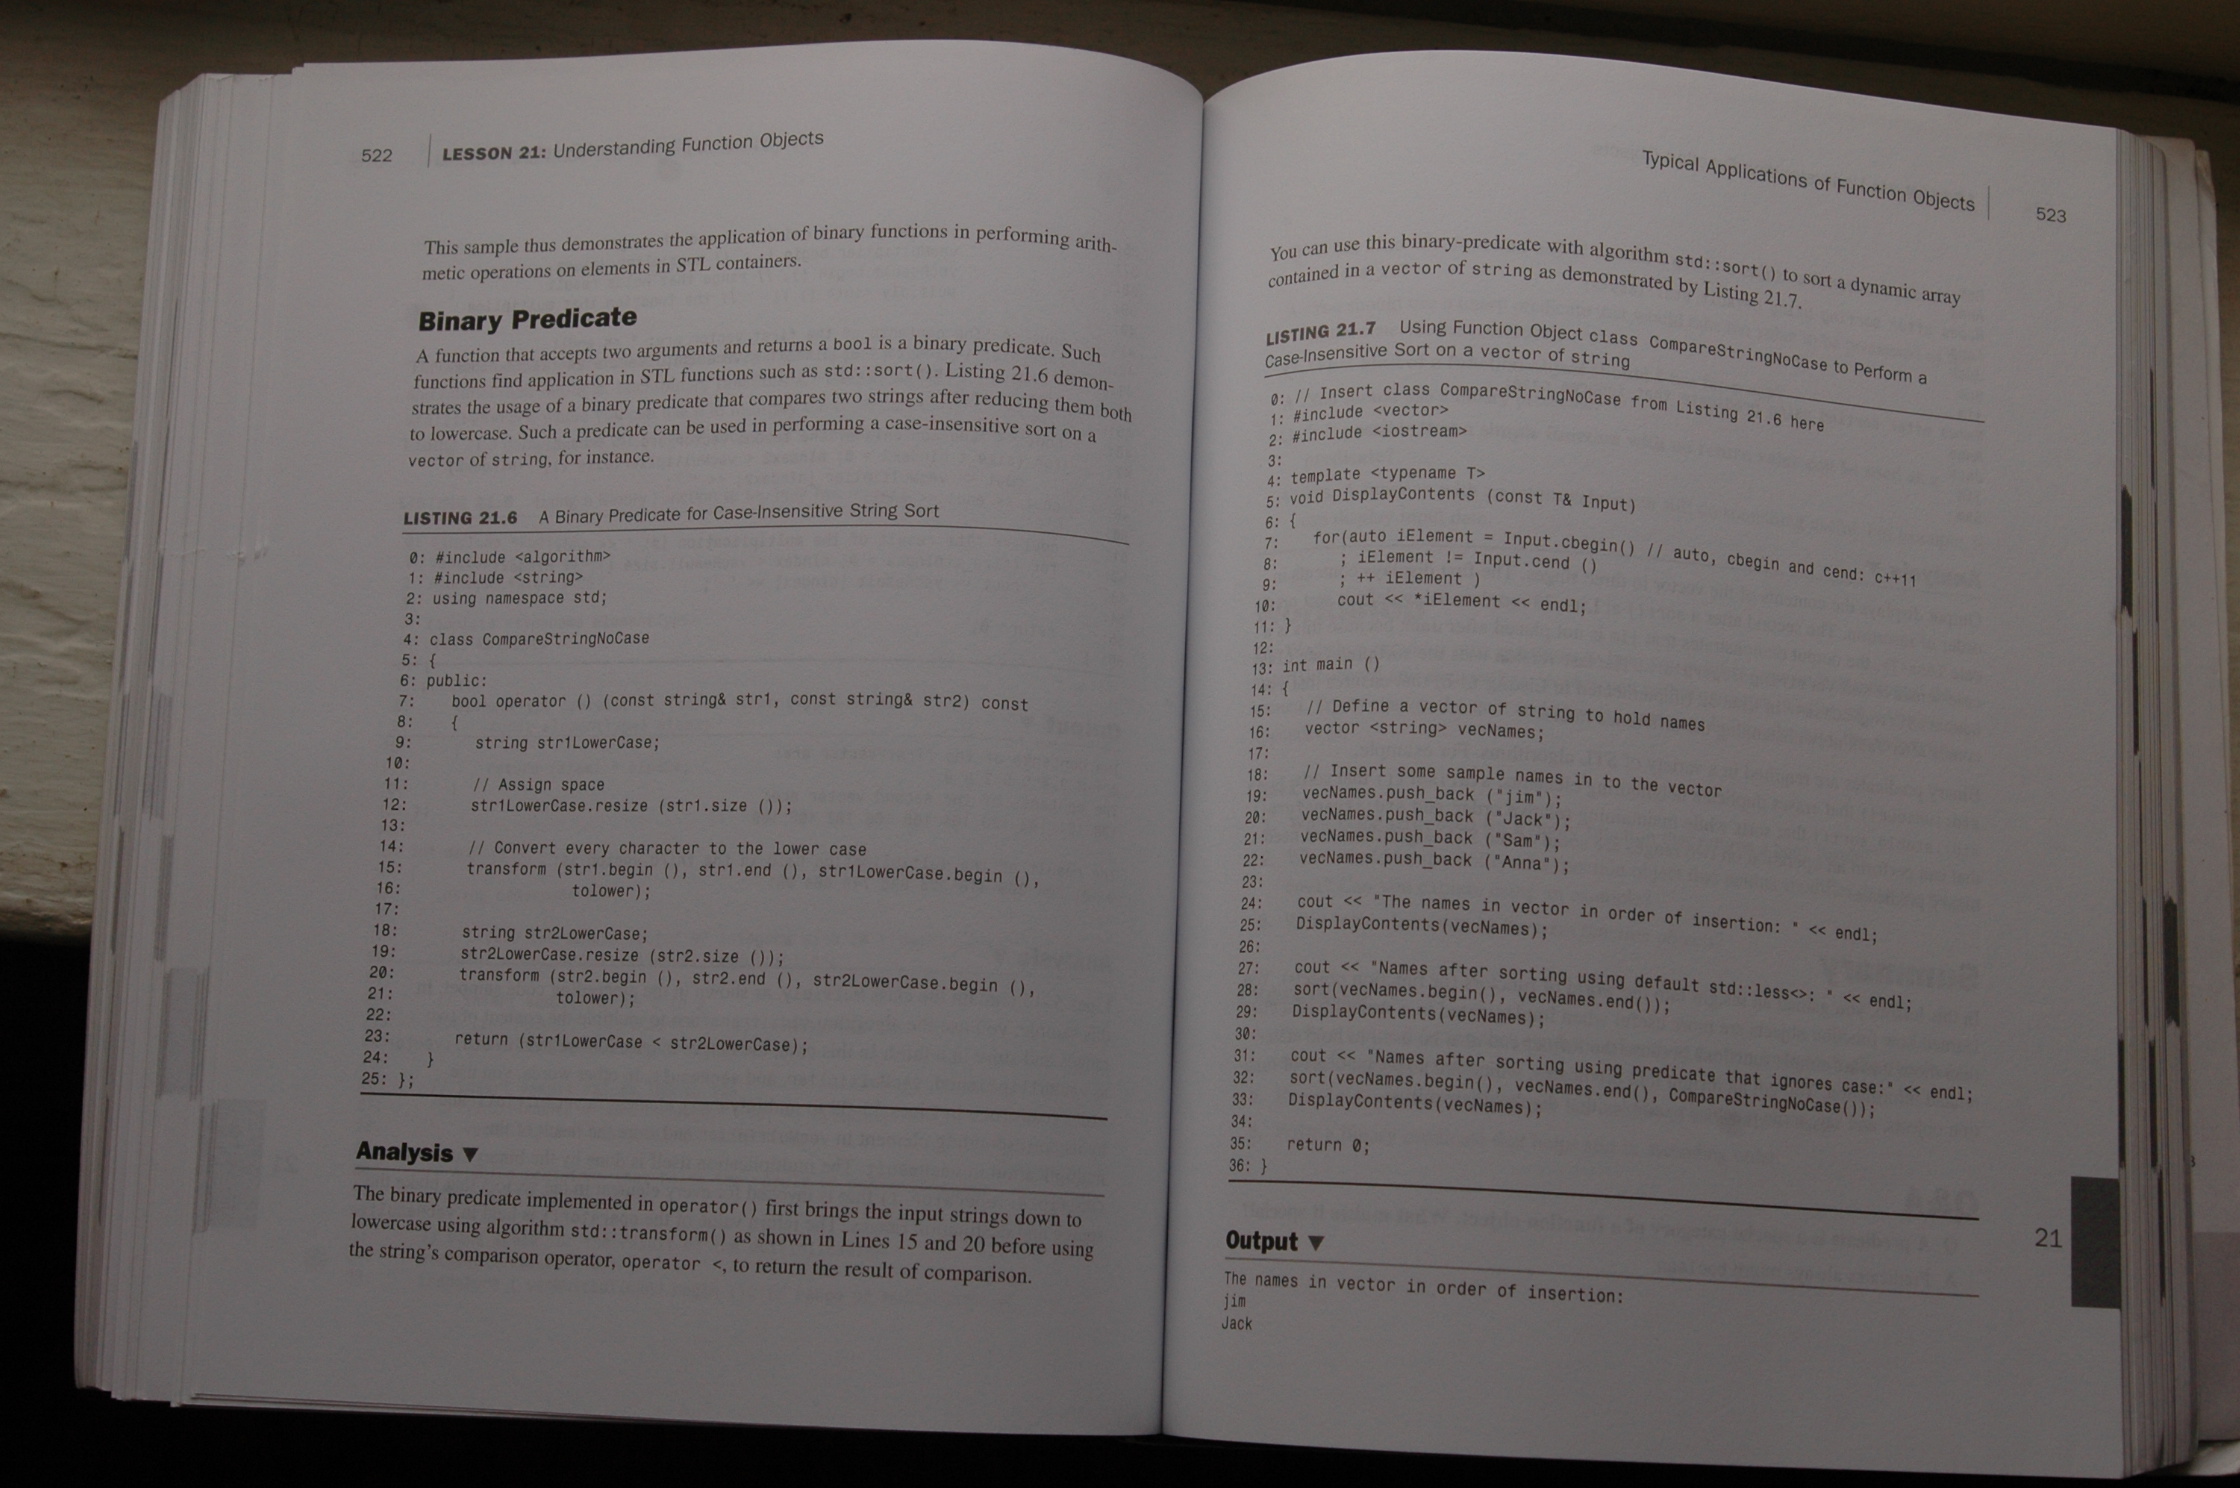 522 LESSON 21: Understanding Function Objects
This sample thus demonstrates the application of binary functions in performing arith-
metic operations on elements in STL containers.
Binary Predicate
A function that accepts two arguments and returns a bool is a binary predicate. Such
functions find application in STL functions such as std::sort(). Listing 21.6 demon-
strates the usage of a binary predicate that compares two strings after reducing them both
to lowercase. Such a predicate can be used in performing a case-insensitive sort on a
vector of string, for instance.
LISTING 21.6 A Binary Predicate for Case-Insensitive String Sort
0: #include <algorithm>
1: #include <string>
2: using namespace std;
3:
4: class CompareStringNoCase
5: {
6: public:
7:    bool operator () (const string& str1, const string& str2) const
8:    {
9:       string str1LowerCase;
10:
11:       // Assign space
12:       str1LowerCase.resize (str1.size ());
13:
14:       // Convert every character to the lower case
15:       transform (str1.begin (), str1.end (), str1LowerCase.begin (),
16:                  tolower);
17:
18:       string str2LowerCase;
19:       str2LowerCase.resize (str2.size ());
20:       transform (str2.begin (), str2.end (), str2LowerCase.begin (),
21:                  tolower);
22:
23:       return (str1LowerCase < str2LowerCase);
24:    }
25: };
Analysis ▼
The binary predicate implemented in operator() first brings the input strings down to
lowercase using algorithm std::transform() as shown in Lines 15 and 20 before using
the string's comparison operator, operator <, to return the result of comparison.
Typical Applications of Function Objects 523
You can use this binary-predicate with algorithm std::sort() to sort a dynamic array
contained in a vector of string as demonstrated by Listing 21.7.
LISTING 21.7 Using Function Object class CompareStringNoCase to Perform a
Case-Insensitive Sort on a vector of string
0: // Insert class CompareStringNoCase from Listing 21.6 here
1: #include <vector>
2: #include <iostream>
3:
4: template <typename T>
5: void DisplayContents (const T& Input)
6: {
7:    for(auto iElement = Input.cbegin() // auto, cbegin and cend: c++11
8:       ; iElement != Input.cend ()
9:       ; ++ iElement )
10:       cout << *iElement << endl;
11: }
12:
13: int main ()
14: {
15:    // Define a vector of string to hold names
16:    vector <string> vecNames;
17:
18:    // Insert some sample names in to the vector
19:    vecNames.push_back ("jim");
20:    vecNames.push_back ("Jack");
21:    vecNames.push_back ("Sam");
22:    vecNames.push_back ("Anna");
23:
24:    cout << "The names in vector in order of insertion: " << endl;
25:    DisplayContents(vecNames);
26:
27:    cout << "Names after sorting using default std::less<>: " << endl;
28:    sort(vecNames.begin(), vecNames.end());
29:    DisplayContents(vecNames);
30:
31:    cout << "Names after sorting using predicate that ignores case:" << endl;
32:    sort(vecNames.begin(), vecNames.end(), CompareStringNoCase());
33:    DisplayContents(vecNames);
34:
35:    return 0;
36: }
Output ▼
21
The names in vector in order of insertion:
jim
Jack